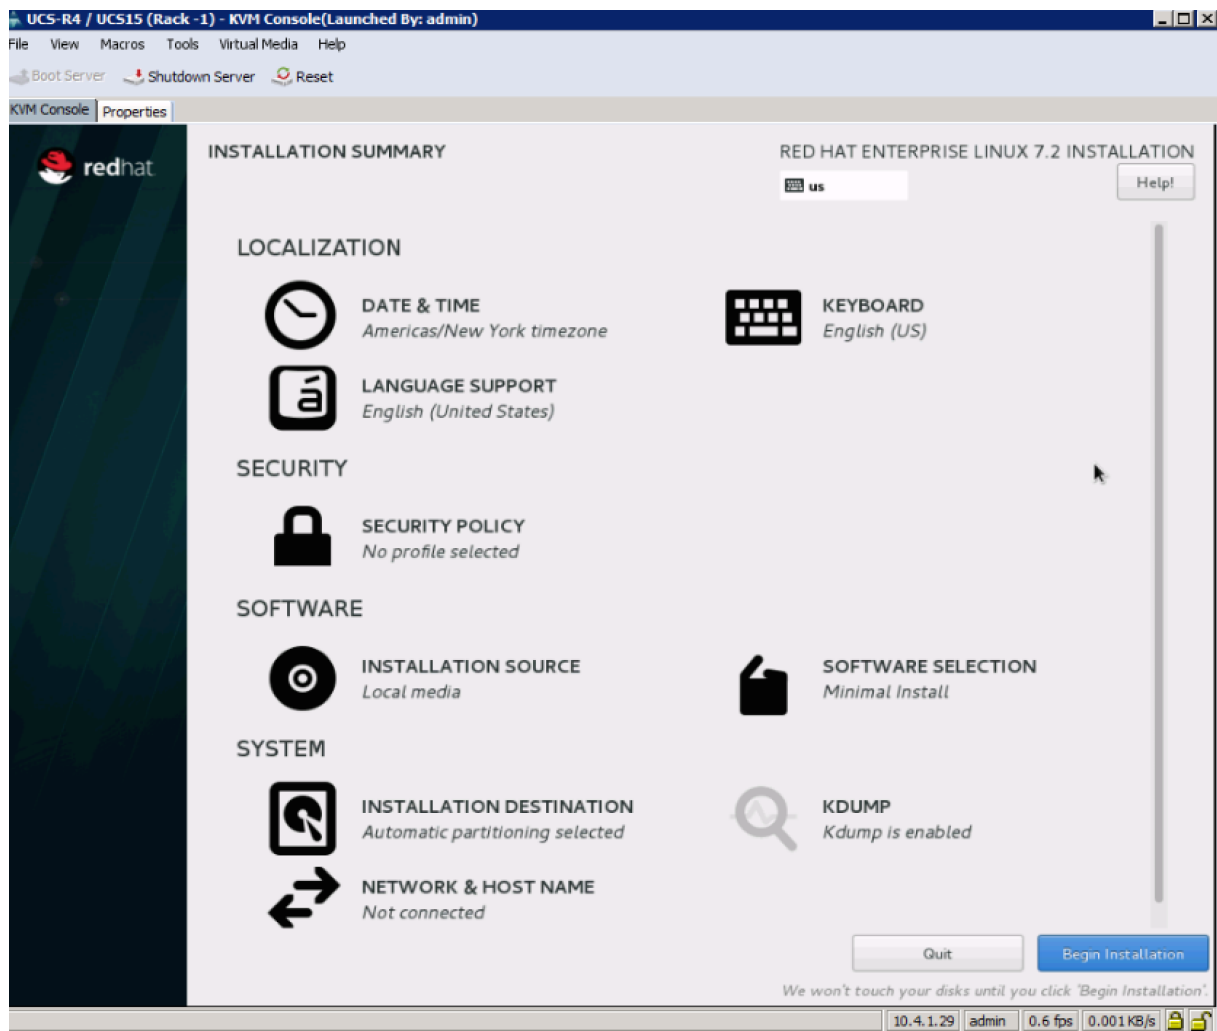 UCS-R4 / UCS15 (Rack -1) - KVM Console(Launched By: admin)
File View Macros Tools Virtual Media Help
Boot Server Shutdown Server Reset
KVM Console Properties
redhat
INSTALLATION SUMMARY
RED HAT ENTERPRISE LINUX 7.2 INSTALLATION
us
Help!
LOCALIZATION
DATE & TIME
Americas/New York timezone
KEYBOARD
English (US)
á
LANGUAGE SUPPORT
English (United States)
SECURITY
SECURITY POLICY
No profile selected
SOFTWARE
INSTALLATION SOURCE
Local media
SOFTWARE SELECTION
Minimal Install
SYSTEM
INSTALLATION DESTINATION
Automatic partitioning selected
KDUMP
Kdump is enabled
NETWORK & HOST NAME
Not connected
Quit Begin Installation
We won't touch your disks until you click 'Begin Installation'.
10.4.1.29 admin 0.6 fps 0.001 KB/s